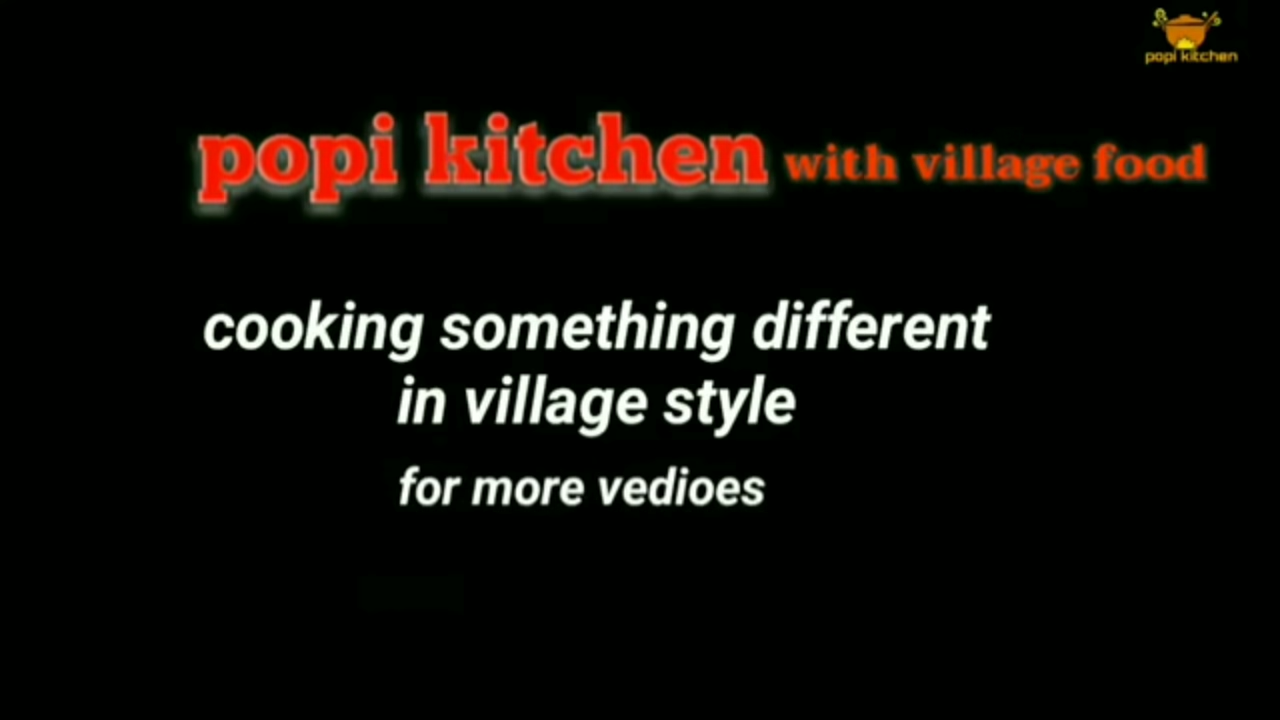 popi kitchen
popi kitchen with village food
cooking something different
in village style
for more vedioes